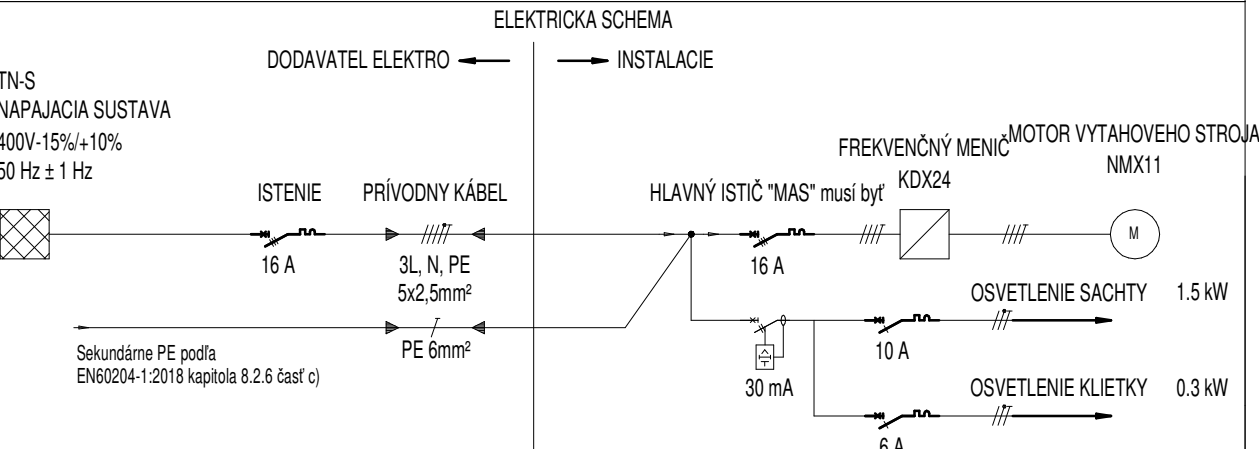 ELEKTRICKA SCHEMA
DODAVATEL ELEKTRO
INSTALACIE
TN-S
NAPAJACIA SUSTAVA
400V-15%/+10%
50 Hz ± 1 Hz
ISTENIE
16 A
PRÍVODNY KÁBEL
3L, N, PE
5x2,5mm²
HLAVNÝ ISTIČ "MAS" musí byť
16 A
FREKVENČNÝ MENIČ
KDX24
MOTOR VYTAHOVEHO STROJA
NMX11
M
Sekundárne PE podľa
EN60204-1:2018 kapitola 8.2.6 časť c)
PE 6mm²
30 mA
OSVETLENIE SACHTY 1.5 kW
10 A
OSVETLENIE KLIETKY 0.3 kW
6 A